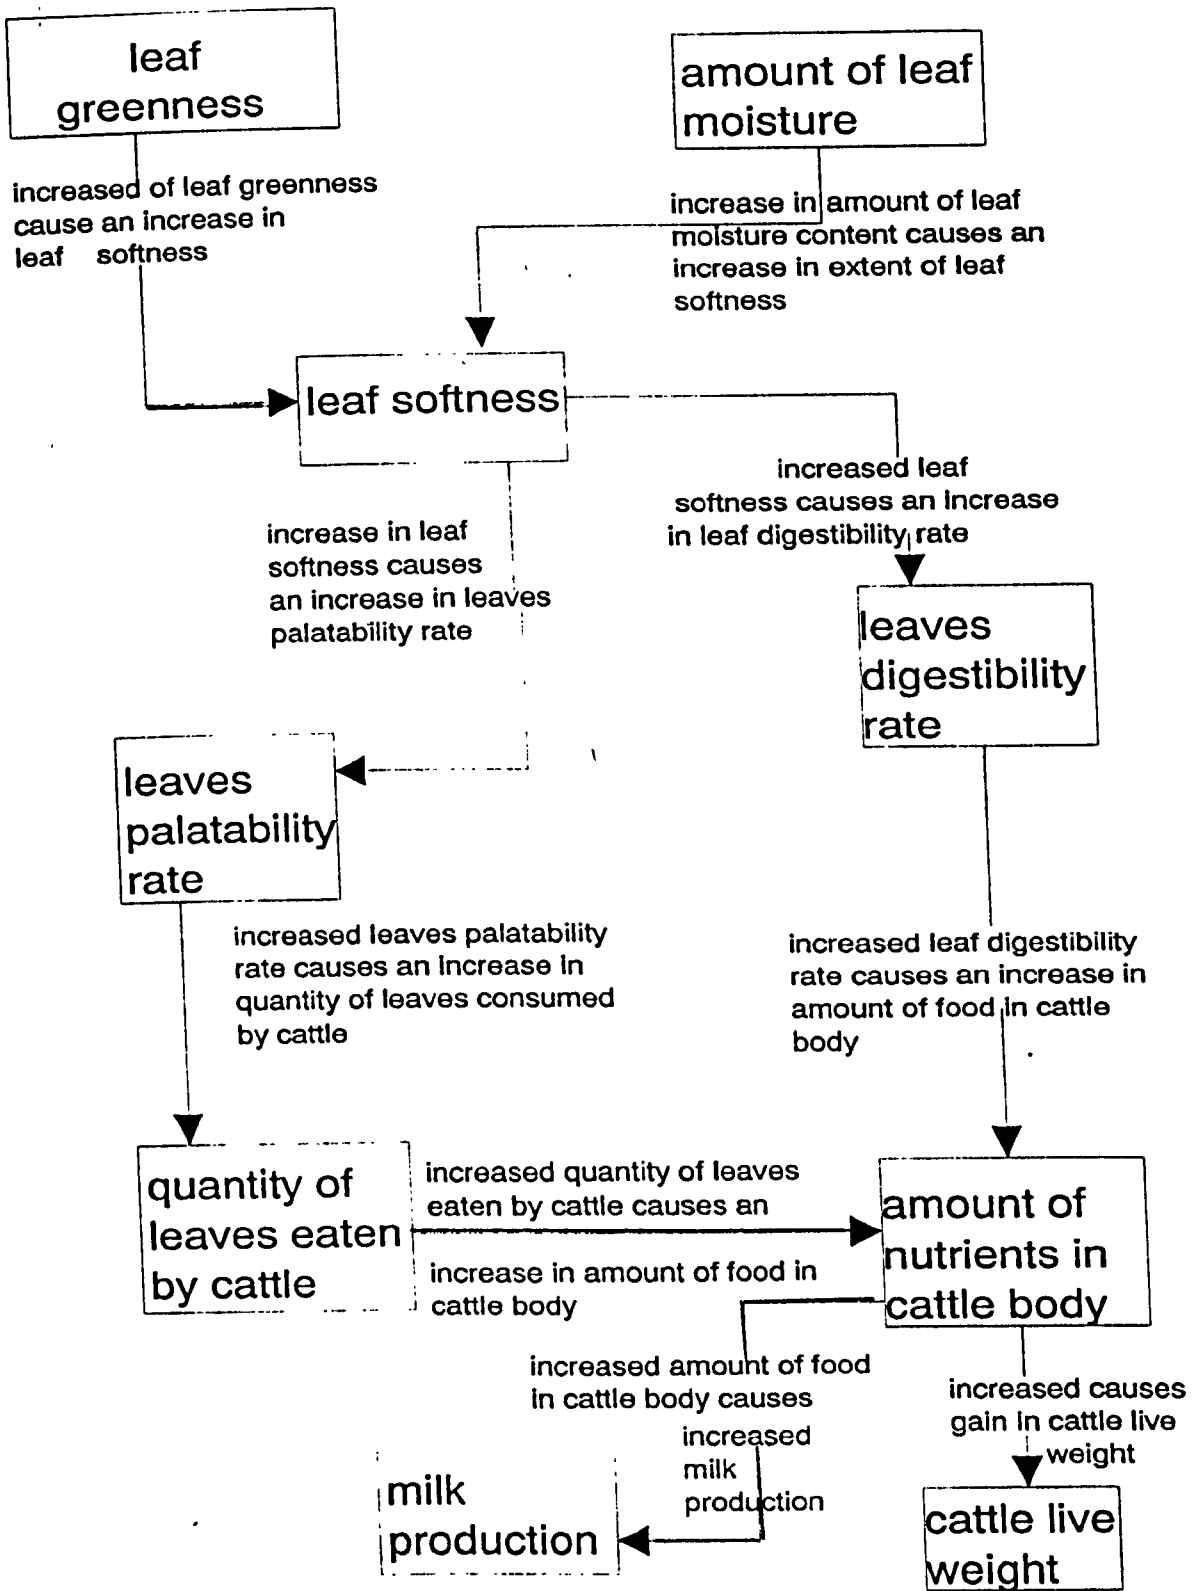 leaf
greenness
amount of leaf
moisture
increased of leaf greenness
cause an increase in
leaf softness
increase in amount of leaf
moisture content causes an
increase in extent of leaf
softness
leaf softness
increased leaf
softness causes an increase
in leaf digestibility rate
increase in leaf
softness causes
an increase in leaves
palatability rate
leaves
digestibility
rate
leaves
palatability
rate
increased leaves palatability
rate causes an increase in
quantity of leaves consumed
by cattle
increased leaf digestibility
rate causes an increase in
amount of food in cattle
body
quantity of
leaves eaten
by cattle
increased quantity of leaves
eaten by cattle causes an
increase in amount of food in
cattle body
amount of
nutrients in
cattle body
increased amount of food
in cattle body causes
increased
milk
production
increased causes
gain in cattle live
weight
milk
production
cattle live
weight